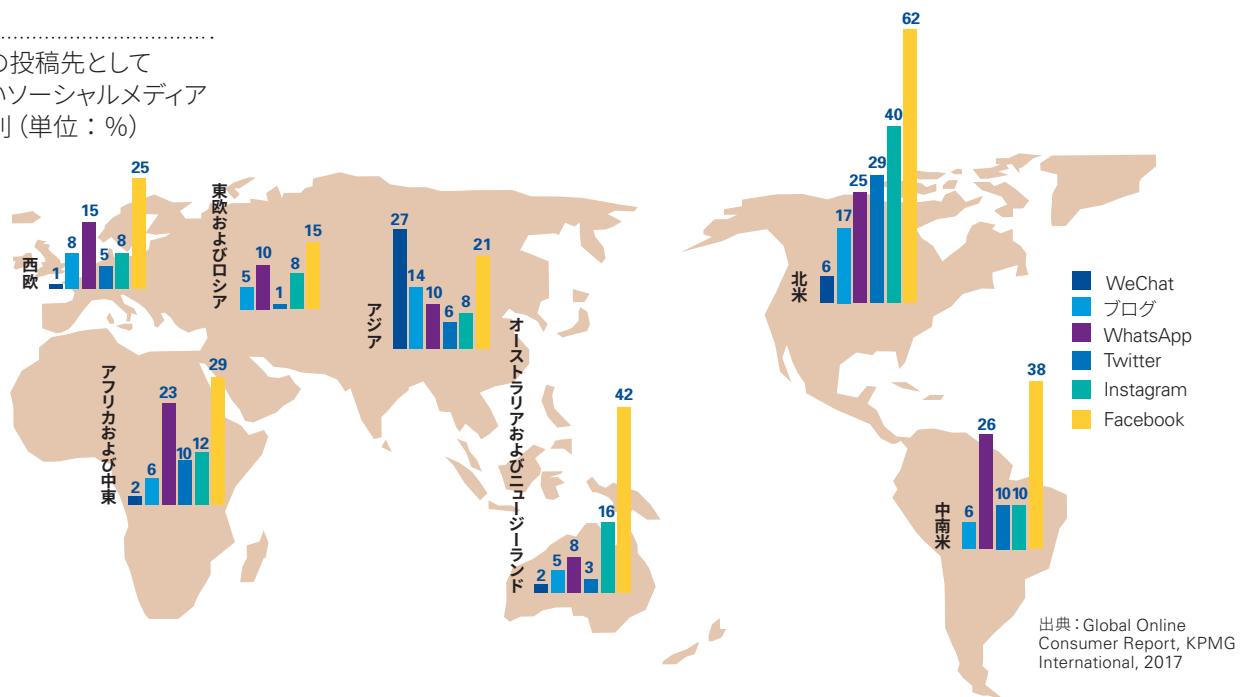 の投稿先として
いソーシャルメディア
別（単位：%）
西欧
1
8
15
5
8
25
東欧およびロシア
5
10
1
8
15
アジア
27
14
10
6
8
21
北米
6
17
25
29
40
62
アフリカおよび中東
2
6
23
10
12
29
オーストラリアおよびニュージーランド
2
5
8
3
16
42
中南米
6
26
10
10
38
WeChat
ブログ
WhatsApp
Twitter
Instagram
Facebook
出典：Global Online
Consumer Report, KPMG
International, 2017